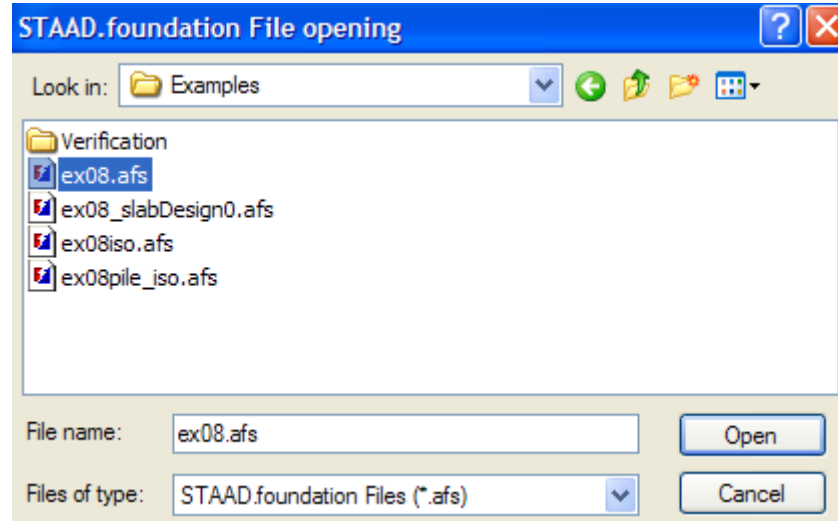 STAAD.foundation File opening
Look in: Examples
Verification
ex08.afs
ex08_slabDesign0.afs
ex08iso.afs
ex08pile_iso.afs
File name: ex08.afs Open
Files of type: STAAD.foundation Files (*.afs) Cancel